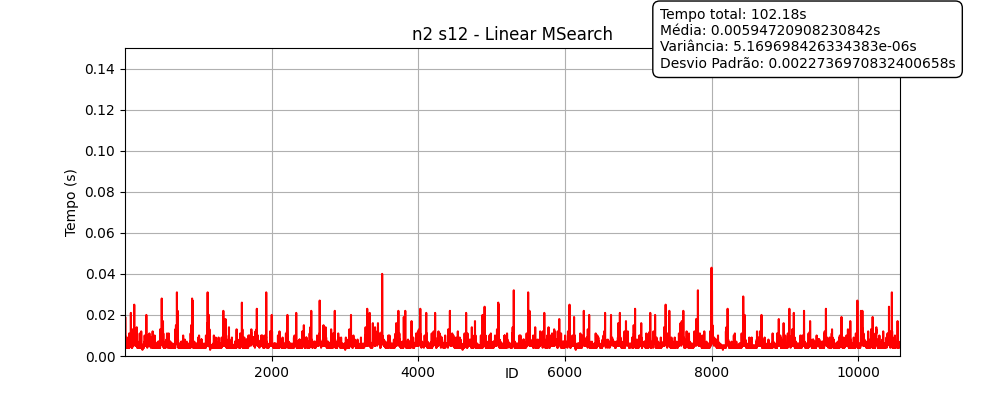 n2 s12 - Linear MSearch
Tempo total: 102.18s
Média: 0.00594720908230842s
Variância: 5.169698426334383e-06s
Desvio Padrão: 0.0022736970832400658s
Tempo (s)
0.14
0.12
0.10
0.08
0.06
0.04
0.02
0.00
2000
4000
6000
8000
10000
ID